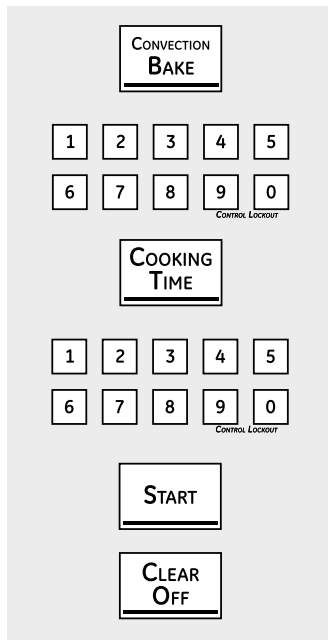 CONVECTION
BAKE
1 2 3 4 5
6 7 8 9 0
CONTROL LOCKOUT
COOKING
TIME
1 2 3 4 5
6 7 8 9 0
CONTROL LOCKOUT
START
CLEAR
OFF